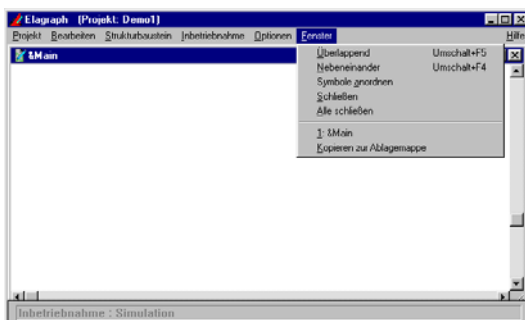 Elagraph (Projekt: Demo1)
Projekt Bearbeiten Strukturbaustein Inbetriebnahme Optionen Fenster Hilfe
&Main
Überlappend Umschalt+F5
Nebeneinander Umschalt+F4
Symbole anordnen
Schließen
Alle schließen
1: &Main
Kopieren zur Ablagemappe
Inbetriebnahme : Simulation